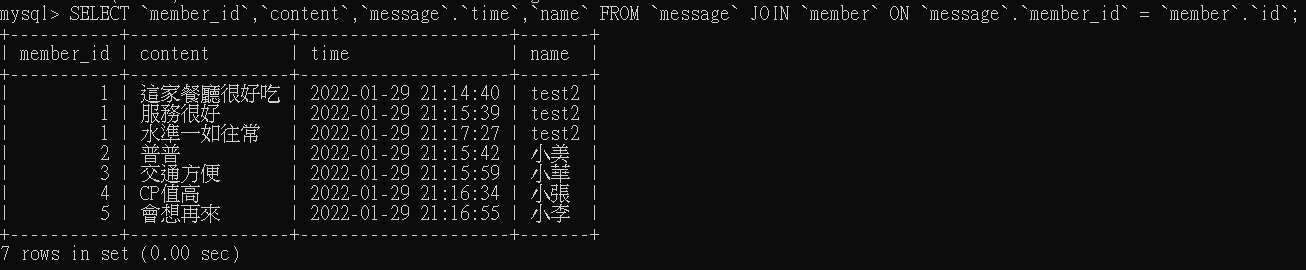 mysql> SELECT `member_id`,`content`,`message`.`time`,`name` FROM `message` JOIN `member` ON `message`.`member_id` = `member`.`id`;
+-----------+----------------+---------------------+-------+
| member_id | content        | time                | name  |
+-----------+----------------+---------------------+-------+
|         1 | 這家餐廳很好吃 | 2022-01-29 21:14:40 | test2 |
|         1 | 服務很好       | 2022-01-29 21:15:39 | test2 |
|         1 | 水準一如往常   | 2022-01-29 21:17:27 | test2 |
|         2 | 普普           | 2022-01-29 21:15:42 | 小美  |
|         3 | 交通方便       | 2022-01-29 21:15:59 | 小華  |
|         4 | CP值高         | 2022-01-29 21:16:34 | 小張  |
|         5 | 會想再來       | 2022-01-29 21:16:55 | 小李  |
+-----------+----------------+---------------------+-------+
7 rows in set (0.00 sec)